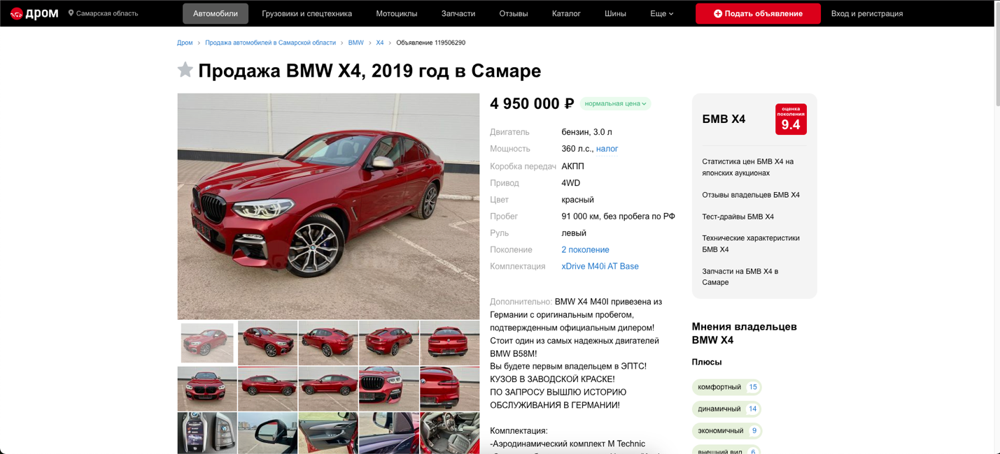 дром
Самарская область
Автомобили
Грузовики и спецтехника
Мотоциклы
Запчасти
Отзывы
Каталог
Шины
Еще
Подать объявление
Вход и регистрация
Дром › Продажа автомобилей в Самарской области › BMW › X4 › Объявление 119506290
Продажа BMW X4, 2019 год в Самаре
4 950 000 ₽ нормальная цена
Двигатель бензин, 3.0 л
Мощность 360 л.с., налог
Коробка передач АКПП
Привод 4WD
Цвет красный
Пробег 91 000 км, без пробега по РФ
Руль левый
Поколение 2 поколение
Комплектация xDrive M40i AT Base
Дополнительно: BMW X4 M40I привезена из
Германии с оригинальным пробегом,
подтвержденным официальным дилером!
Стоит один из самых надежных двигателей
BMW B58M!
Вы будете первым владельцем в ЭПТС!
КУЗОВ В ЗАВОДСКОЙ КРАСКЕ!
ПО ЗАПРОСУ ВЫШЛЮ ИСТОРИЮ
ОБСЛУЖИВАНИЯ В ГЕРМАНИИ!
Комплектация:
-Аэродинамический комплект M Technic
БМВ Х4
оценка
поколения
9.4
Статистика цен БМВ Х4 на
японских аукционах
Отзывы владельцев БМВ Х4
Тест-драйвы БМВ Х4
Технические характеристики
БМВ Х4
Запчасти на БМВ Х4 в
Самаре
Мнения владельцев
BMW X4
Плюсы
комфортный 15
динамичный 14
экономичный 9
внешний вид 6